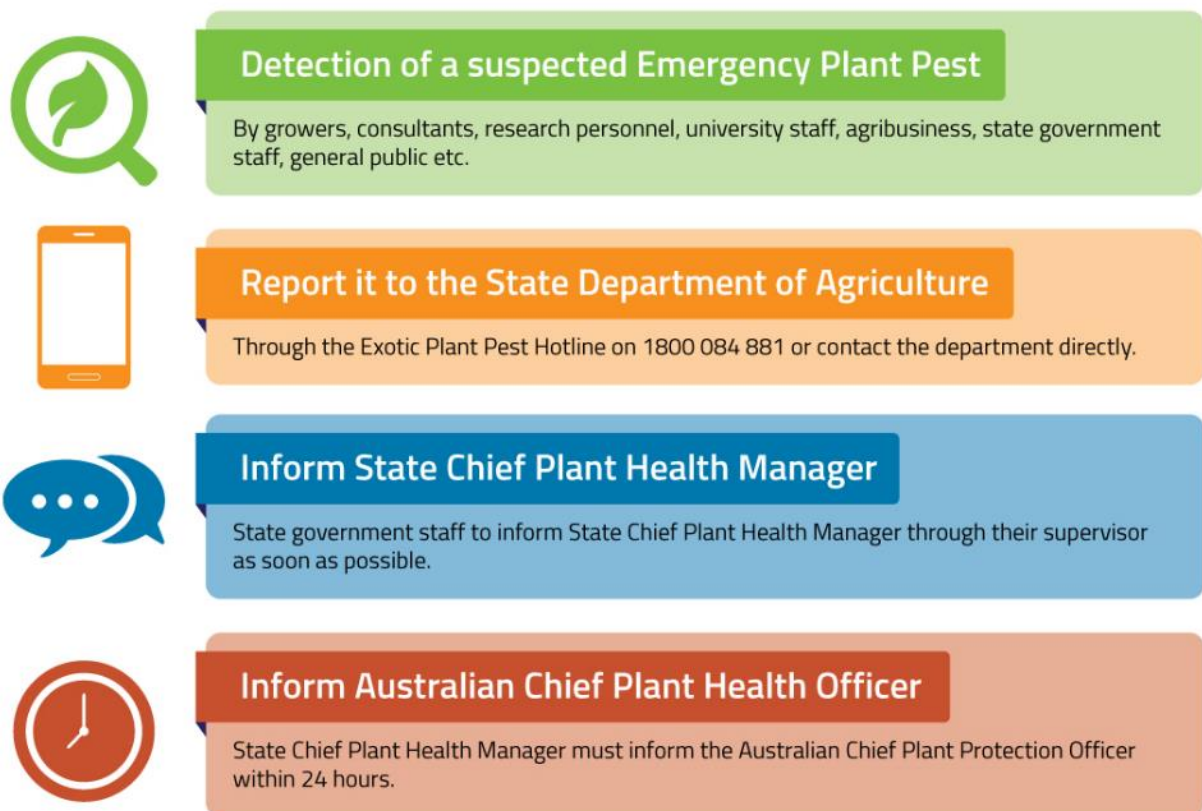 Detection of a suspected Emergency Plant Pest
By growers, consultants, research personnel, university staff, agribusiness, state government
staff, general public etc.
Report it to the State Department of Agriculture
Through the Exotic Plant Pest Hotline on 1800 084 881 or contact the department directly.
Inform State Chief Plant Health Manager
State government staff to inform State Chief Plant Health Manager through their supervisor
as soon as possible.
Inform Australian Chief Plant Health Officer
State Chief Plant Health Manager must inform the Australian Chief Plant Protection Officer
within 24 hours.